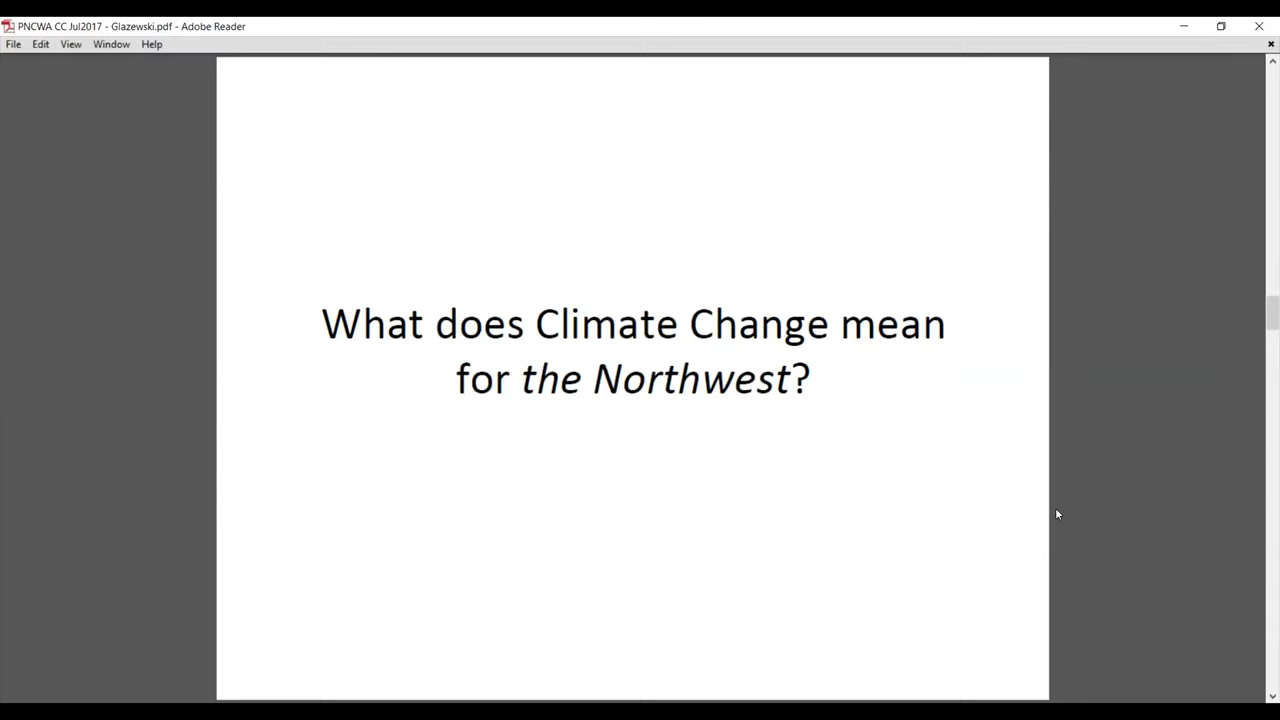 PNCWA CC Jul2017 - Glazewski.pdf - Adobe Reader
File Edit View Window Help
What does Climate Change mean
for the Northwest?